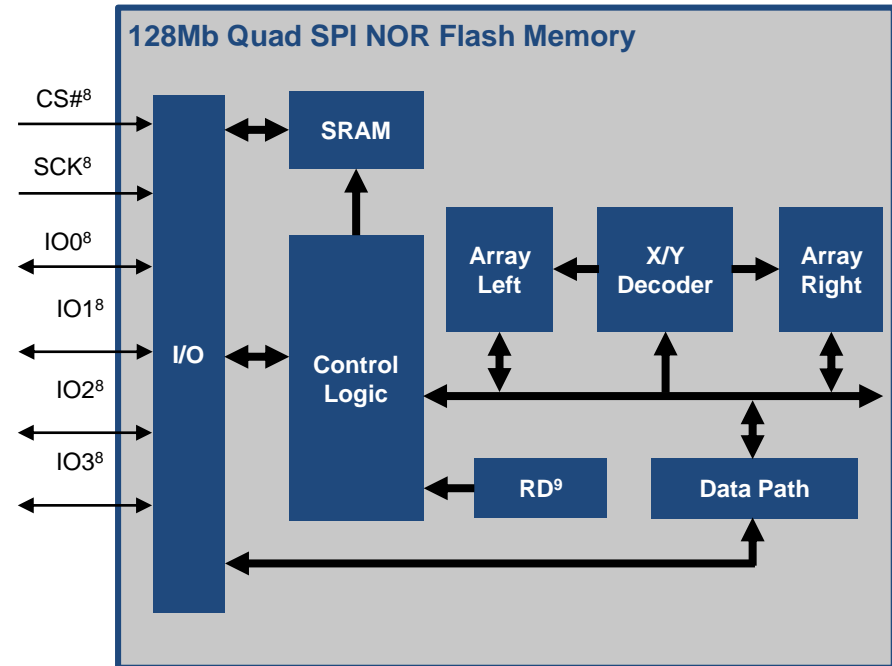 128Mb Quad SPI NOR Flash Memory
CS#⁸
SCK⁸
IO0⁸
IO1⁸
IO2⁸
IO3⁸
I/O
SRAM
Control
Logic
Array
Left
X/Y
Decoder
Array
Right
RD⁹
Data Path